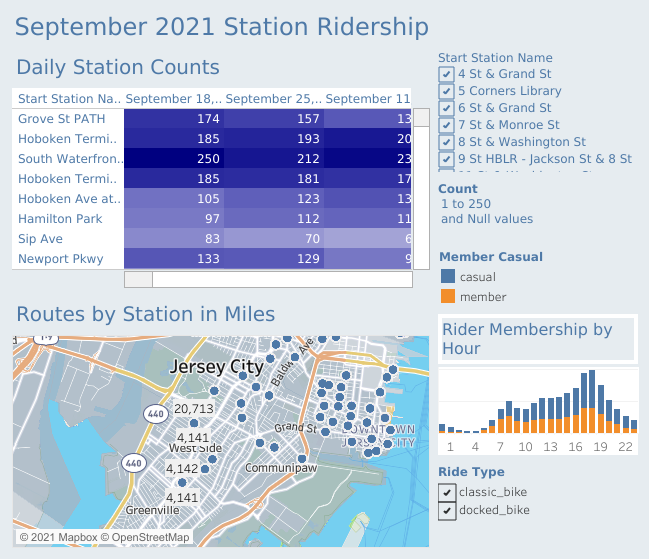 September 2021 Station Ridership
Daily Station Counts
Start Station Na.. September 18,.. September 25,.. September 11
Grove St PATH 174 157 13
Hoboken Termi.. 185 193 20
South Waterfron.. 250 212 23
Hoboken Termi.. 185 181 17
Hoboken Ave at.. 105 123 13
Hamilton Park 97 112 11
Sip Ave 83 70 6
Newport Pkwy 133 129 9
Start Station Name
4 St & Grand St
5 Corners Library
6 St & Grand St
7 St & Monroe St
8 St & Washington St
9 St HBLR - Jackson St & 8 St
Count
1 to 250
and Null values
Member Casual
casual
member
Routes by Station in Miles
Jersey City
Baldw
Ave
440
20,713
4,141
West Side
Grand St
DOWNTOWN
JERSEY CITY
440
4,142
Communipaw
4,141
Greenville
© 2021 Mapbox © OpenStreetMap
Rider Membership by
Hour
1 4 7 10 13 16 19 22
Ride Type
classic_bike
docked_bike